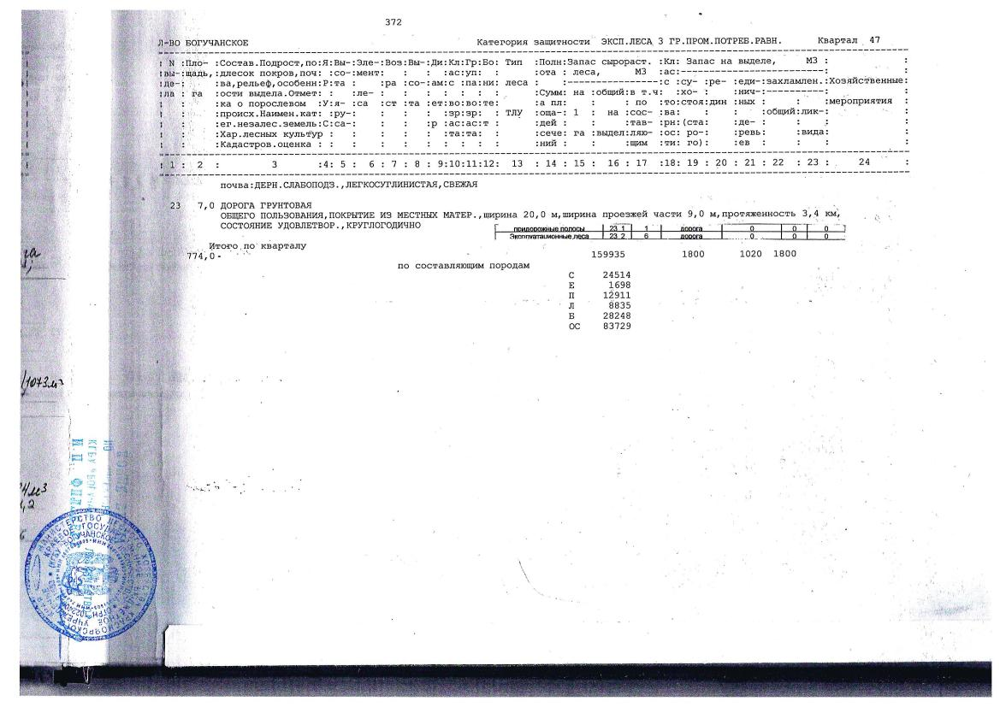 372
Л-ВО БОГУЧАНСКОЕ Категория защитности ЭКСП.ЛЕСА 3 ГР.ПРОМ.ПОТРЕБ.РАВН. Квартал 47
: N :Пло- :Состав.Подрост,по:Я:Вы-:Эле-:Воз:Вы-:Ди:Кл:Гр:Бо: Тип :Полн:Запас сырораст. :Кл: Запас на выделе, М3 : :
:вы-:щадь,:длесок покров,поч: :со-:мент: : : :ас:уп: : :ота : леса, М3 :ас:------------------------: :
:де-: :ва,рельеф,особенн:Р:та : :ра :со-:ам:с :па:ни: леса : :-----------------:с :су- :ре- :еди-:захламлен.:Хозяйственные:
:ла : га :ости выдела.Отмет: : :ле- : : : : : : : :Сумм: на :общий:в т.ч: :хо- : :нич-:----------: :
: : :ка о порослевом :У:я- :са :ст :та :ет:во:во:те: :а пл: : : по :то:стоя:дин :ных : : :мероприятия :
: : :происх.Наимен.кат: :ру-: : : : : :зр:зр: : ТЛУ :оща-: 1 : на :сос- :ва: : : :общий:лик-: :
: : :ег.незалес.земель:С:са-: : : : :р :ас:ас:т : :дей : : :тав- :рн:(ста: :де- : : : :
: : :Хар.лесных культур : : : : : : :та:та: : :сече: га :выдел:ляю- :ос: ро-: :ревь: :вида: :
: : :Кадастров.оценка : : : : : : : : : : :ний : : :щим :ти: го): :ев : : : :
: 1 : 2 : 3 :4: 5 : 6 : 7 : 8 : 9:10:11:12: 13 : 14 : 15 : 16 : 17 :18: 19 : 20 : 21 : 22 : 23 : 24 :
почва:ДЕРН.СЛАБОПОДЗ.,ЛЕГКОСУГЛИНИСТАЯ,СВЕЖАЯ
23 7,0 ДОРОГА ГРУНТОВАЯ
ОБЩЕГО ПОЛЬЗОВАНИЯ,ПОКРЫТИЕ ИЗ МЕСТНЫХ МАТЕР.,ширина 20,0 м,ширина проезжей части 9,0 м,протяженность 3,4 км,
СОСТОЯНИЕ УДОВЛЕТВОР.,КРУГЛОГОДИЧНО
придорожные полосы 23 1 1 дорога 0 0 0
Эксплуатационные леса 23 2 6 дорога 0 0 0
Итого по кварталу
774,0- 159935 1800 1020 1800
по составляющим породам
С 24514
Е 1698
П 12911
Л 8835
Б 28248
ОС 83729
1073м3